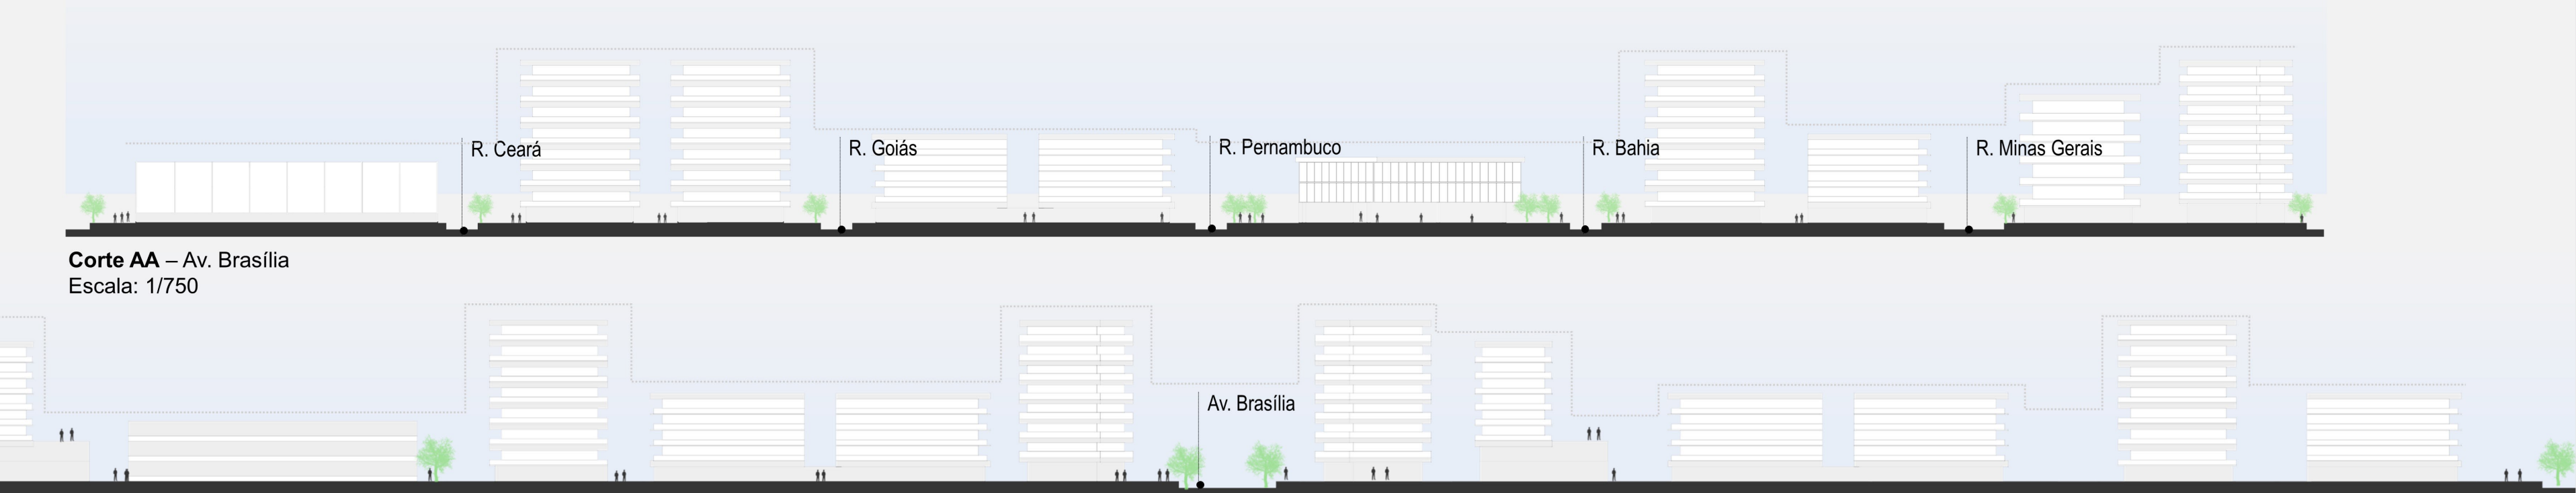 R. Ceará
R. Goiás
R. Pernambuco
R. Bahia
R. Minas Gerais
Corte AA – Av. Brasília
Escala: 1/750
Av. Brasília